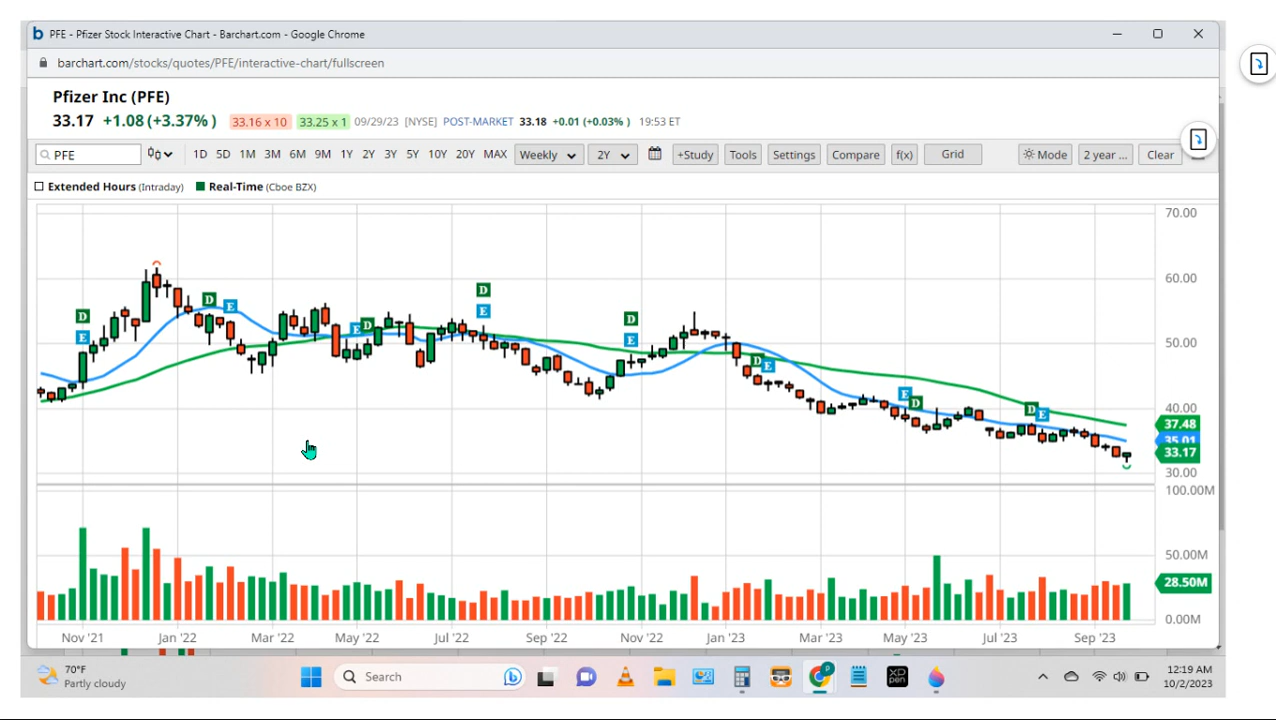 PFE - Pfizer Stock Interactive Chart - Barchart.com - Google Chrome
barchart.com/stocks/quotes/PFE/interactive-chart/fullscreen
Pfizer Inc (PFE)
33.17 +1.08 (+3.37%) 33.16 x 10 33.25 x 1 09/29/23 [NYSE] POST-MARKET 33.18 +0.01 (+0.03%) 19:53 ET
PFE 1D 5D 1M 3M 6M 9M 1Y 2Y 3Y 5Y 10Y 20Y MAX Weekly 2Y +Study Tools Settings Compare f(x) Grid Mode 2 year ... Clear
Extended Hours (Intraday) Real-Time (Cboe BZX)
70.00
60.00
50.00
40.00
37.48
35.01
33.17
30.00
D E D E E D D E D E D E E D D E
100.00M
50.00M
28.50M
0.00M
Nov '21 Jan '22 Mar '22 May '22 Jul '22 Sep '22 Nov '22 Jan '23 Mar '23 May '23 Jul '23 Sep '23
70°F
Partly cloudy
Search
XD
pen
P
12:19 AM
10/2/2023